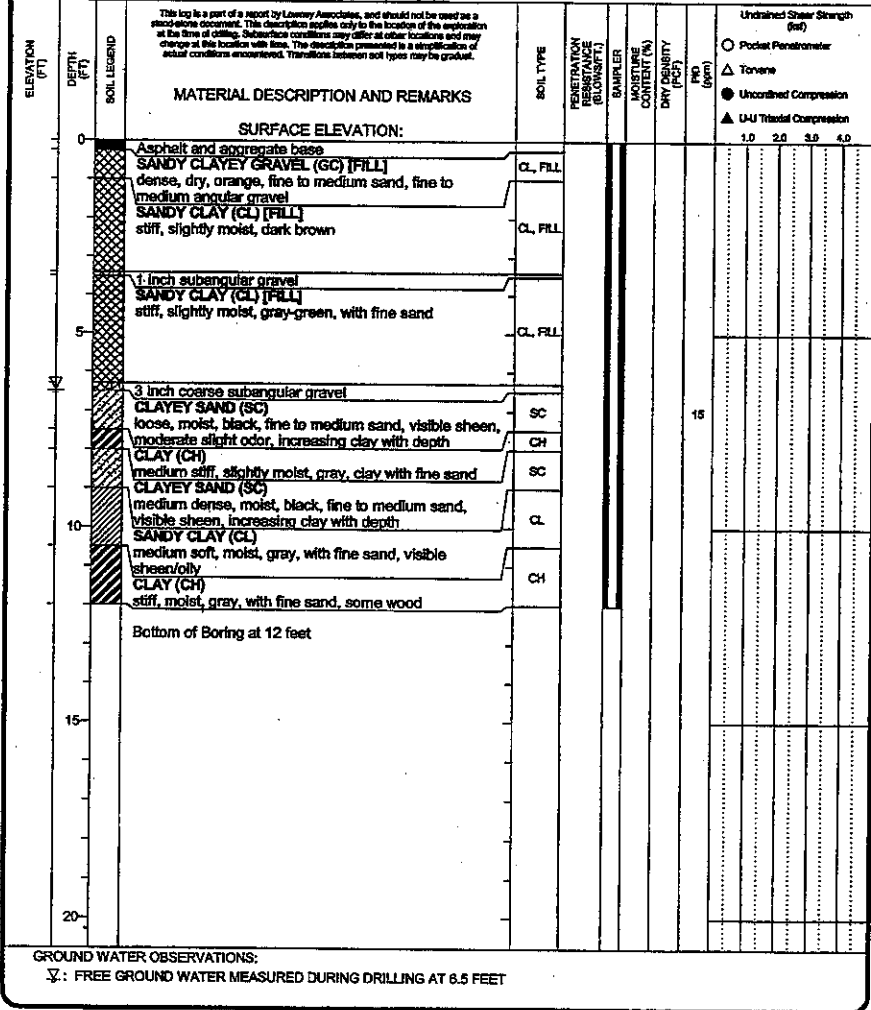 This log is a part of a report by Lowney Associates, and should not be used as a
stand-alone document. This description applies only to the location of the exploration
at the time of drilling. Subsurface conditions may differ at other locations and may
change at this location with time. The description presented is a simplification of
actual conditions encountered. Transitions between soil types may be gradual.
ELEVATION
(FT)
DEPTH
(FT)
SOIL LEGEND
MATERIAL DESCRIPTION AND REMARKS
SOIL TYPE
PENETRATION
RESISTANCE
(BLOWS/FT.)
SAMPLER
MOISTURE
CONTENT (%)
DRY DENSITY
(PCF)
PID
(ppm)
Undrained Shear Strength
(ksf)
Pocket Penetrometer
Torvane
Unconfined Compression
U-U Triaxial Compression
1.0 2.0 3.0 4.0
SURFACE ELEVATION:
0
Asphalt and aggregate base
SANDY CLAYEY GRAVEL (GC) [FILL]
dense, dry, orange, fine to medium sand, fine to
medium angular gravel
CL, FILL
SANDY CLAY (CL) [FILL]
stiff, slightly moist, dark brown
CL, FILL
1 inch subangular gravel
SANDY CLAY (CL) [FILL]
stiff, slightly moist, gray-green, with fine sand
5
CL, FILL
3 inch coarse subangular gravel
CLAYEY SAND (SC)
loose, moist, black, fine to medium sand, visible sheen,
moderate slight odor, increasing clay with depth
SC
15
CLAY (CH)
medium stiff, slightly moist, gray, clay with fine sand
CH
CLAYEY SAND (SC)
medium dense, moist, black, fine to medium sand,
visible sheen, increasing clay with depth
SC
10
SANDY CLAY (CL)
medium soft, moist, gray, with fine sand, visible
sheen/oily
CL
CLAY (CH)
stiff, moist, gray, with fine sand, some wood
CH
Bottom of Boring at 12 feet
15
20
GROUND WATER OBSERVATIONS:
: FREE GROUND WATER MEASURED DURING DRILLING AT 6.5 FEET